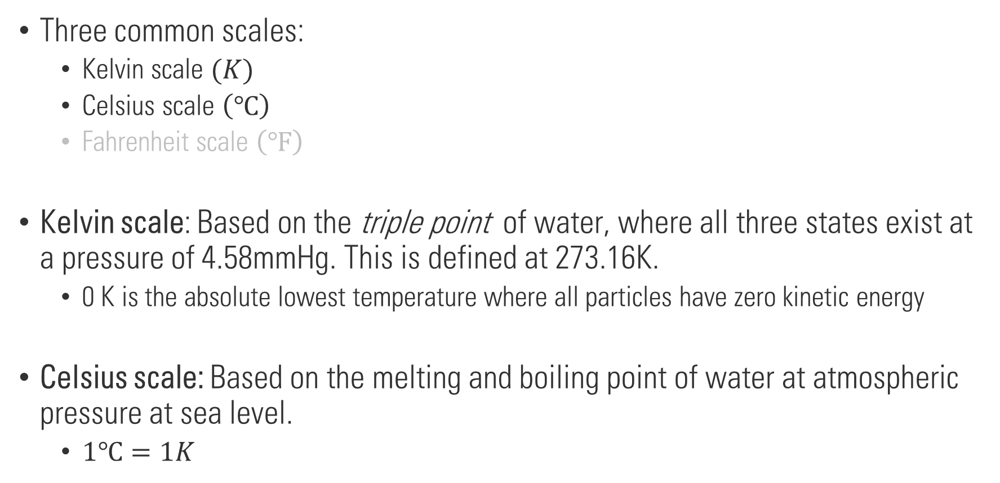 • Three common scales:
• Kelvin scale (K)
• Celsius scale (°C)
• Fahrenheit scale (°F)
• Kelvin scale: Based on the triple point of water, where all three states exist at
a pressure of 4.58mmHg. This is defined at 273.16K.
• 0 K is the absolute lowest temperature where all particles have zero kinetic energy
• Celsius scale: Based on the melting and boiling point of water at atmospheric
pressure at sea level.
• 1°C = 1K